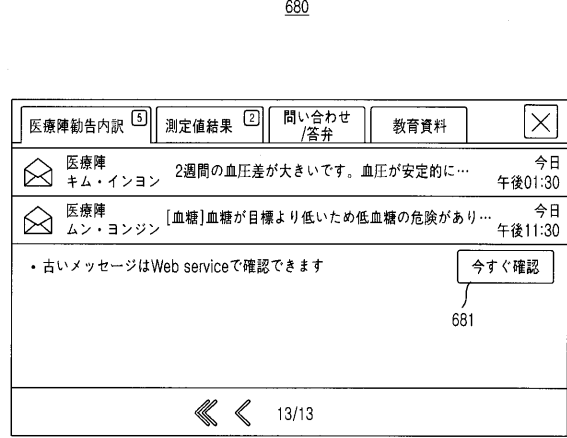 680
医療陣勧告内訳 5 測定値結果 2 問い合わせ/答弁 教育資料
医療陣
キム・インヨン
2週間の血圧差が大きいです。血圧が安定的に…
今日
午後01:30
医療陣
ムン・ヨンジン
[血糖]血糖が目標より低いため低血糖の危険があり…
今日
午後11:30
・古いメッセージはWeb serviceで確認できます
今すぐ確認
681
13/13